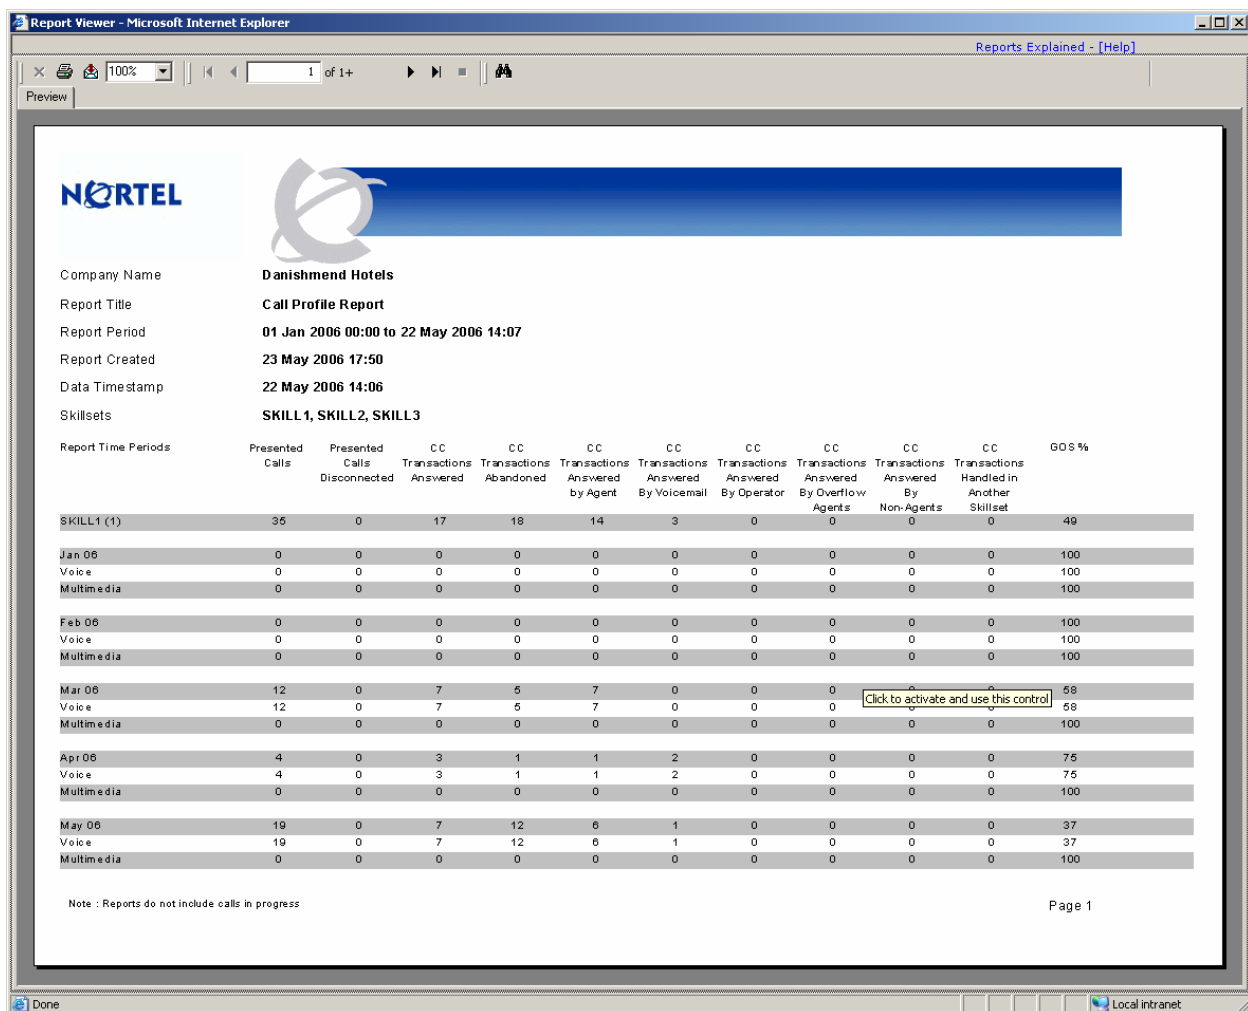 Report Viewer - Microsoft Internet Explorer
Reports Explained - [Help]
100% 1 of 1+
Preview
NORTEL
Company Name Danishmend Hotels
Report Title Call Profile Report
Report Period 01 Jan 2006 00:00 to 22 May 2006 14:07
Report Created 23 May 2006 17:50
Data Timestamp 22 May 2006 14:06
Skillsets SKILL1, SKILL2, SKILL3
Report Time Periods Presented Presented CC CC CC CC CC CC CC CC GOS %
Calls Calls Transactions Transactions Transactions Transactions Transactions Transactions Transactions Transactions
Disconnected Answered Abandoned Answered Answered Answered Answered Answered Handled in
by Agent By Voicemail By Operator By Overflow By Another
Agents Non-Agents Skillset
SKILL1 (1) 35 0 17 18 14 3 0 0 0 0 49
Jan 06 0 0 0 0 0 0 0 0 0 0 100
Voice 0 0 0 0 0 0 0 0 0 0 100
Multimedia 0 0 0 0 0 0 0 0 0 0 100
Feb 06 0 0 0 0 0 0 0 0 0 0 100
Voice 0 0 0 0 0 0 0 0 0 0 100
Multimedia 0 0 0 0 0 0 0 0 0 0 100
Mar 06 12 0 7 5 7 0 0 0 58
Click to activate and use this control
Voice 12 0 7 5 7 0 0 0 58
Multimedia 0 0 0 0 0 0 0 0 0 0 100
Apr 06 4 0 3 1 1 2 0 0 0 0 75
Voice 4 0 3 1 1 2 0 0 0 0 75
Multimedia 0 0 0 0 0 0 0 0 0 0 100
May 06 19 0 7 12 6 1 0 0 0 0 37
Voice 19 0 7 12 6 1 0 0 0 0 37
Multimedia 0 0 0 0 0 0 0 0 0 0 100
Note : Reports do not include calls in progress
Page 1
Done Local intranet